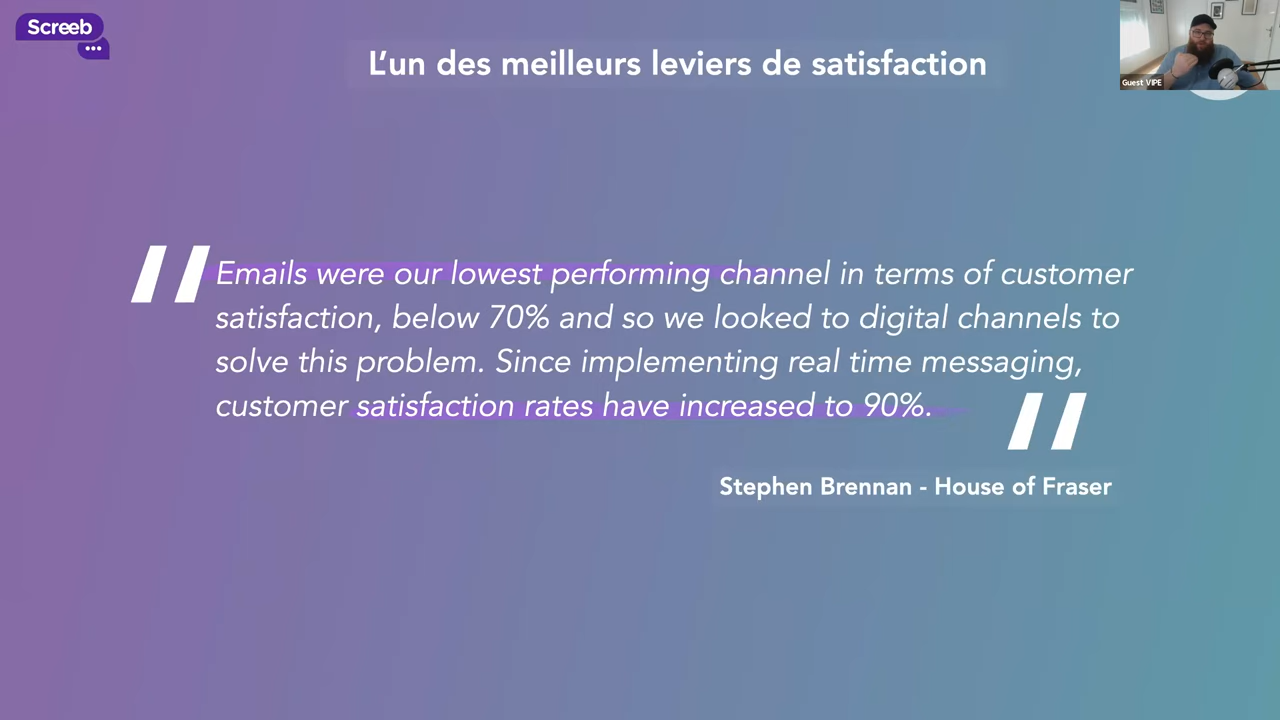 Screeb
L'un des meilleurs leviers de satisfaction
Guest VIPE
" Emails were our lowest performing channel in terms of customer
satisfaction, below 70% and so we looked to digital channels to
solve this problem. Since implementing real time messaging,
customer satisfaction rates have increased to 90%. "
Stephen Brennan - House of Fraser